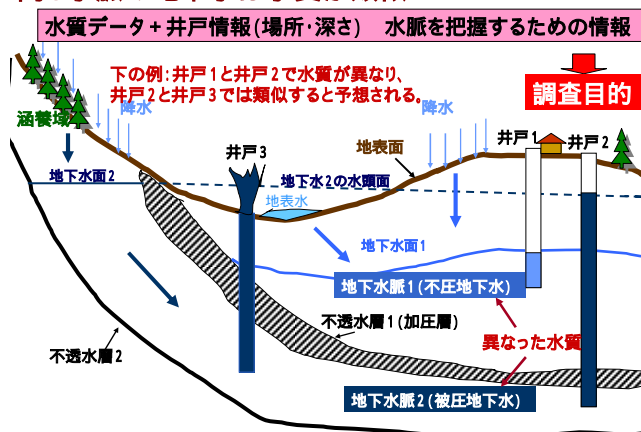 水質データ+井戸情報(場所･深さ) 水脈を把握するための情報
下の例:井戸1と井戸2で水質が異なり、
井戸2と井戸3では類似すると予想される。
調査目的
涵養域
降水
降水
井戸1
井戸2
井戸3
地表面
地下水面2
地下水2の水頭面
地表水
地下水面1
地下水脈1(不圧地下水)
不透水層1(加圧層)
異なった水質
不透水層2
地下水脈2(被圧地下水)